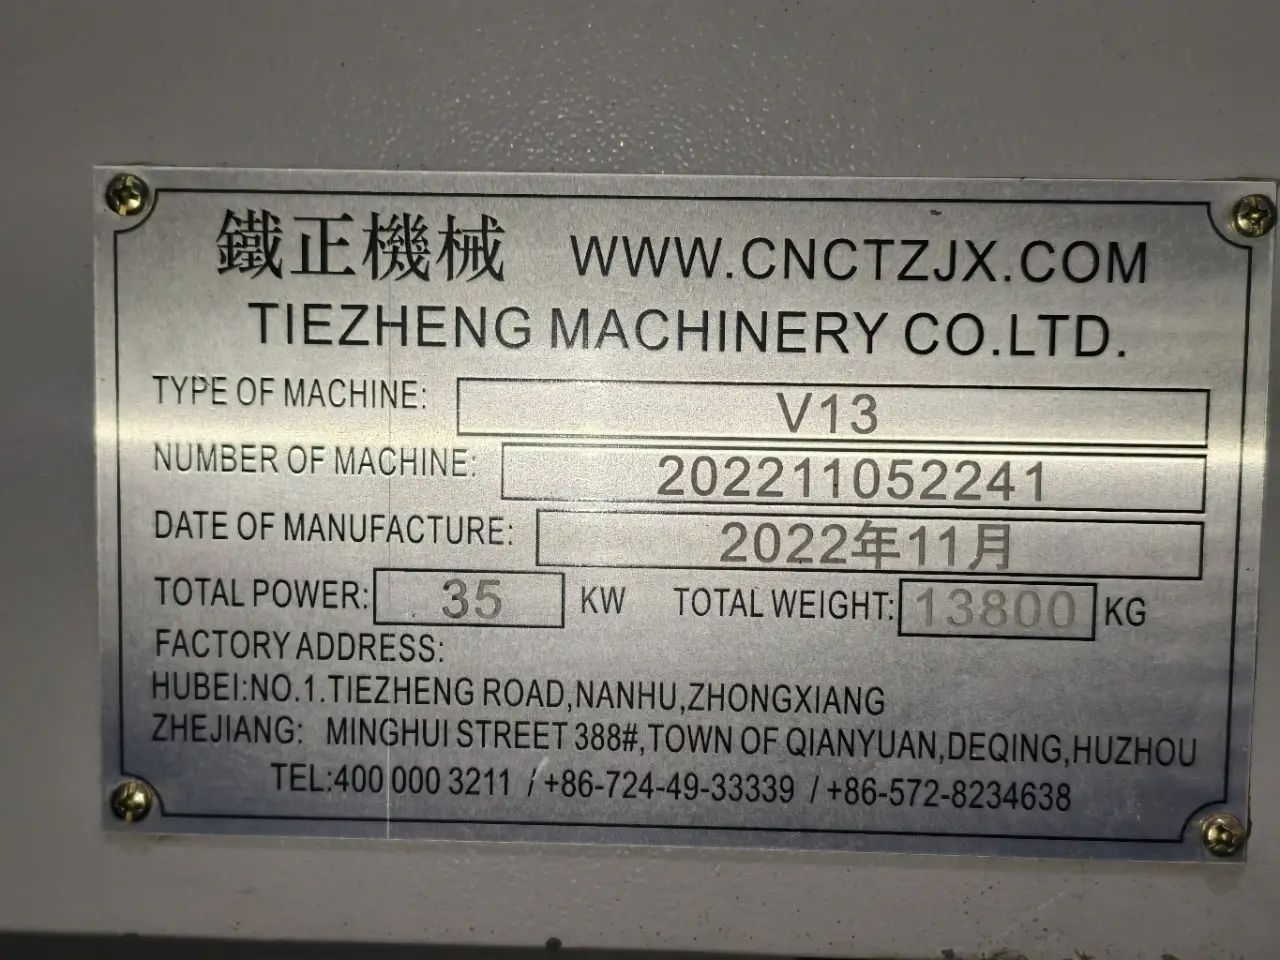 鐵正機械 WWW.CNCTZJX.COM
TIEZHENG MACHINERY CO.LTD.
TYPE OF MACHINE: V13
NUMBER OF MACHINE: 202211052241
DATE OF MANUFACTURE: 2022年11月
TOTAL POWER: 35 KW TOTAL WEIGHT: 13800 KG
FACTORY ADDRESS:
HUBEI:NO.1.TIEZHENG ROAD,NANHU,ZHONGXIANG
ZHEJIANG: MINGHUI STREET 388#,TOWN OF QIANYUAN,DEQING,HUZHOU
TEL:400 000 3211 /+86-724-49-33339 /+86-572-8234638